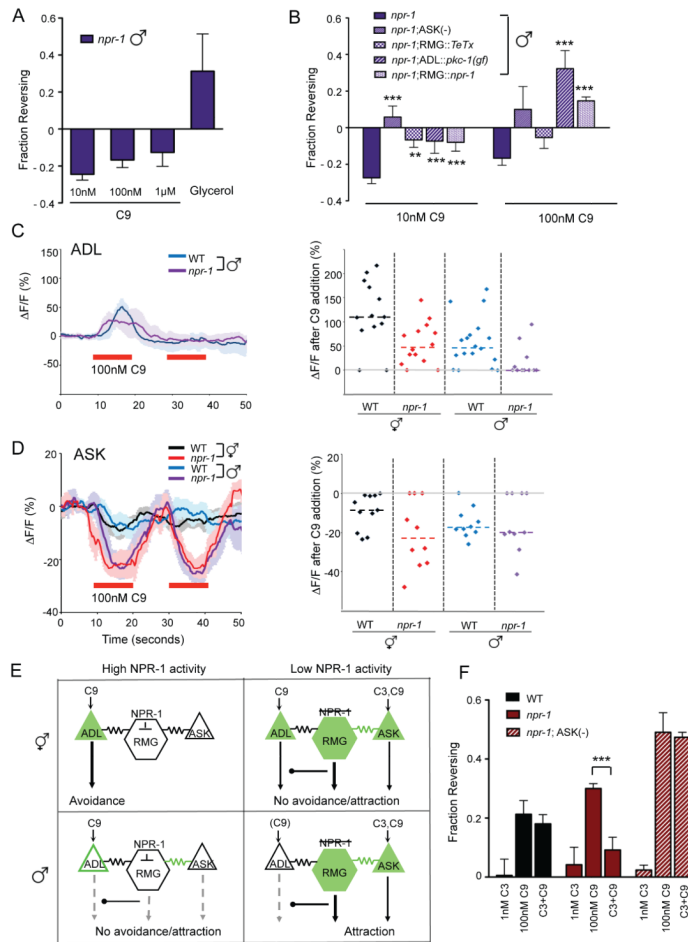 A
npr-1 ♂
Fraction Reversing
0.6
0.4
0.2
0
- 0.2
- 0.4
10nM 100nM 1μM Glycerol
C9
B
npr-1
npr-1;ASK(-)
npr-1;RMG::TeTx
npr-1;ADL::pkc-1(gf)
npr-1;RMG::npr-1
♂
Fraction Reversing
0.6
0.4
0.2
0
- 0.2
0.4
***
**
***
***
***
***
10nM C9
100nM C9
C
ADL
WT
npr-1
♂
ΔF/F (%)
150
100
50
0
-50
100nM C9
0 10 20 30 40 50
ΔF/F after C9 addition (%)
200
150
100
50
0
WT npr-1 WT npr-1
⚥ ♂
D
ASK
WT
npr-1
⚥
WT
npr-1
♂
ΔF/F (%)
20
0
-20
-40
100nM C9
0 10 20 30 40 50
Time (seconds)
ΔF/F after C9 addition (%)
20
0
-20
-40
WT npr-1 WT npr-1
⚥ ♂
E
High NPR-1 activity Low NPR-1 activity
⚥
C9
NPR-1
ADL
RMG
ASK
Avoidance
C9
NPR-1
C3,C9
ADL
RMG
ASK
No avoidance/attraction
♂
C9
NPR-1
ADL
RMG
ASK
No avoidance/attraction
(C9)
NPR-1
C3,C9
ADL
RMG
ASK
Attraction
F
WT
npr-1
npr-1; ASK(-)
Fraction Reversing
0.6
0.4
0.2
0
***
1nM C3
100nM C9
C3+C9
1nM C3
100nM C9
C3+C9
1nM C3
100nM C9
C3+C9